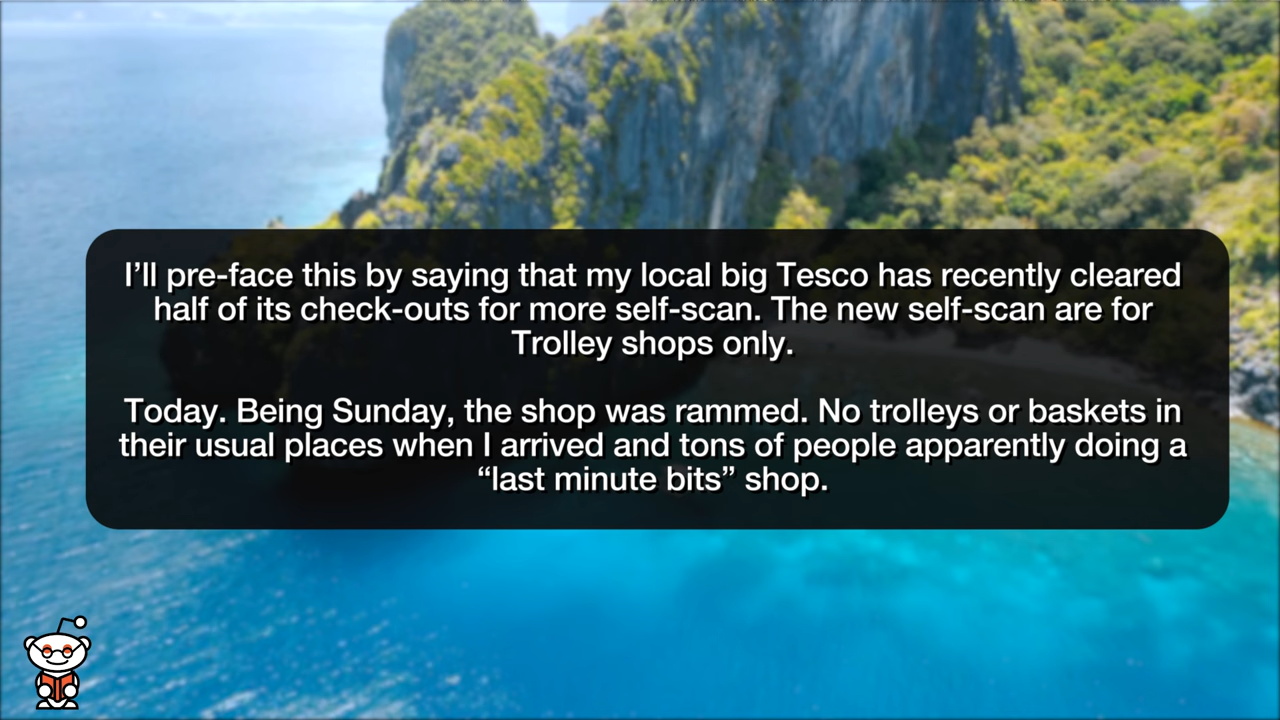 I’ll pre-face this by saying that my local big Tesco has recently cleared
half of its check-outs for more self-scan. The new self-scan are for
Trolley shops only.
Today. Being Sunday, the shop was rammed. No trolleys or baskets in
their usual places when I arrived and tons of people apparently doing a
“last minute bits” shop.